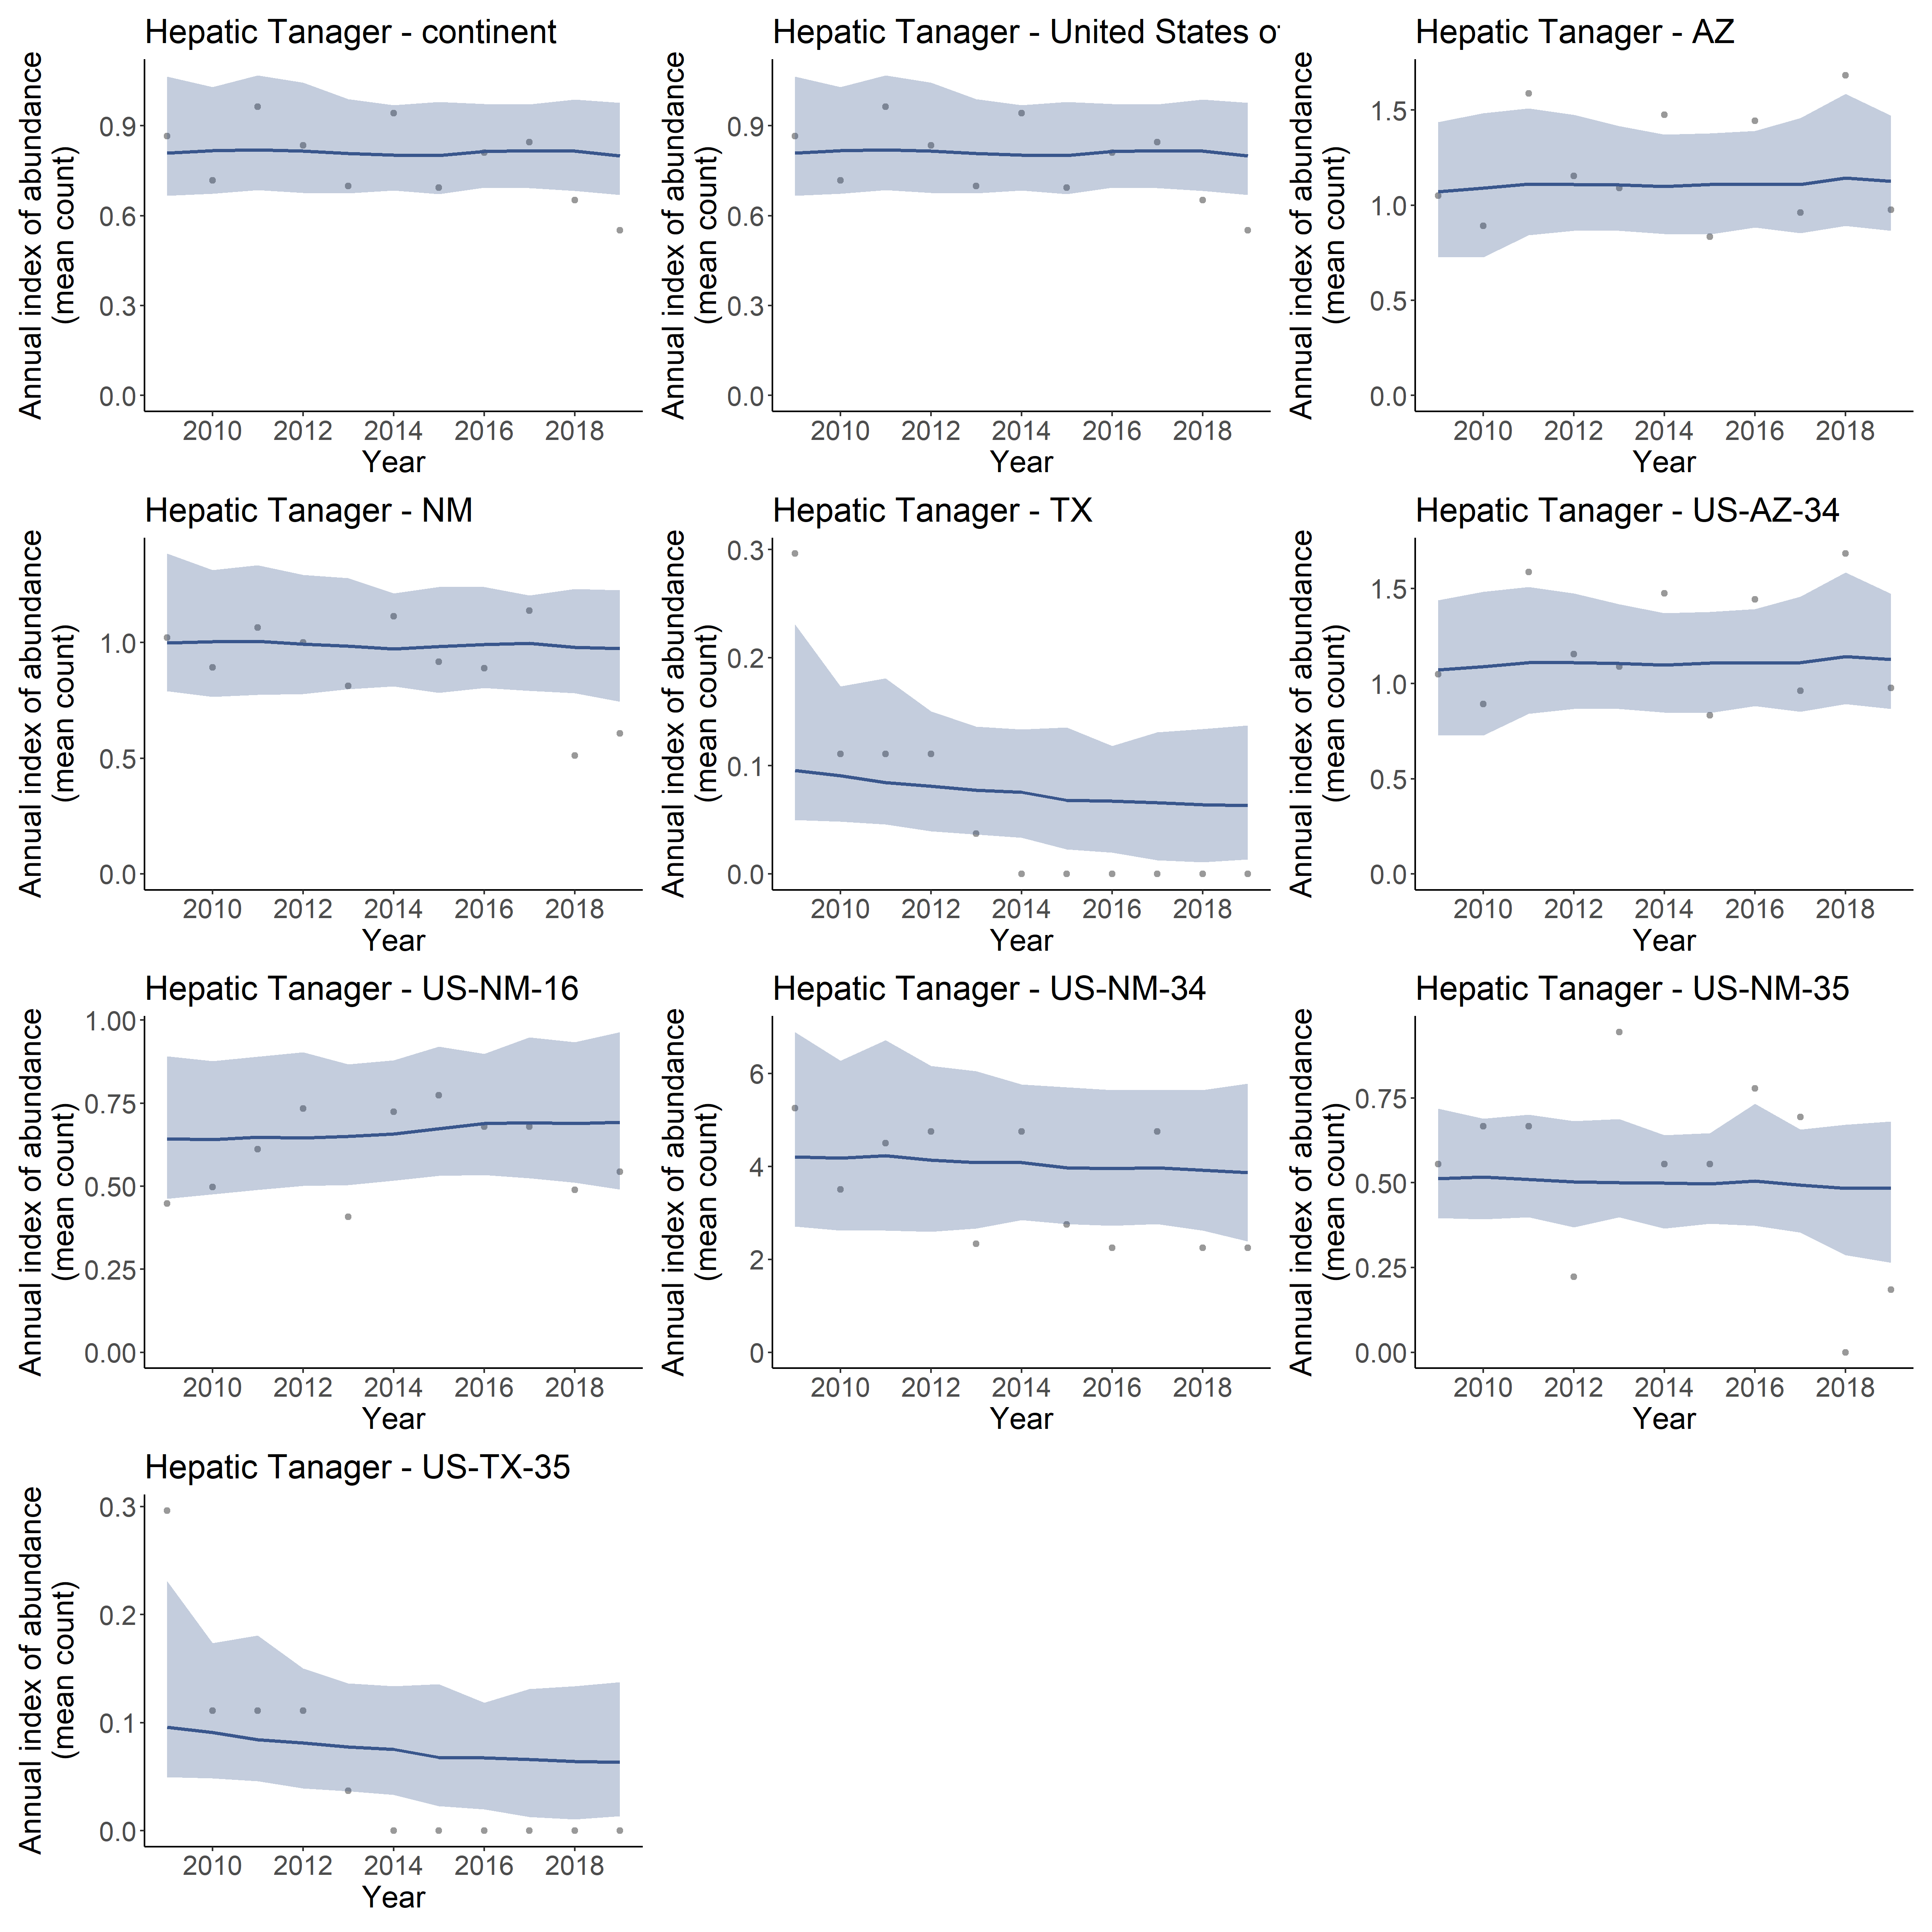 Hepatic Tanager - continent
Annual index of abundance
(mean count)
0.9
0.6
0.3
0.0
2010 2012 2014 2016 2018
Year
Hepatic Tanager - United States of
Annual index of abundance
(mean count)
0.9
0.6
0.3
0.0
2010 2012 2014 2016 2018
Year
Hepatic Tanager - AZ
Annual index of abundance
(mean count)
1.5
1.0
0.5
0.0
2010 2012 2014 2016 2018
Year
Hepatic Tanager - NM
Annual index of abundance
(mean count)
1.0
0.5
0.0
2010 2012 2014 2016 2018
Year
Hepatic Tanager - TX
Annual index of abundance
(mean count)
0.3
0.2
0.1
0.0
2010 2012 2014 2016 2018
Year
Hepatic Tanager - US-AZ-34
Annual index of abundance
(mean count)
1.5
1.0
0.5
0.0
2010 2012 2014 2016 2018
Year
Hepatic Tanager - US-NM-16
Annual index of abundance
(mean count)
1.00
0.75
0.50
0.25
0.00
2010 2012 2014 2016 2018
Year
Hepatic Tanager - US-NM-34
Annual index of abundance
(mean count)
6
4
2
0
2010 2012 2014 2016 2018
Year
Hepatic Tanager - US-NM-35
Annual index of abundance
(mean count)
0.75
0.50
0.25
0.00
2010 2012 2014 2016 2018
Year
Hepatic Tanager - US-TX-35
Annual index of abundance
(mean count)
0.3
0.2
0.1
0.0
2010 2012 2014 2016 2018
Year